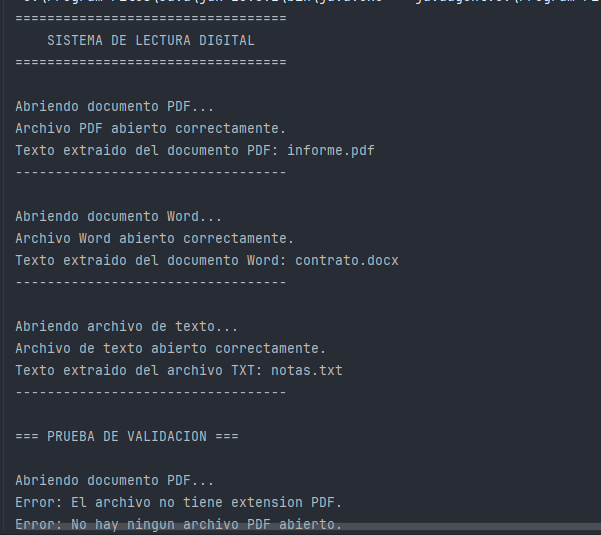 ==================================
SISTEMA DE LECTURA DIGITAL
==================================
Abriendo documento PDF...
Archivo PDF abierto correctamente.
Texto extraido del documento PDF: informe.pdf
----------------------------------
Abriendo documento Word...
Archivo Word abierto correctamente.
Texto extraido del documento Word: contrato.docx
----------------------------------
Abriendo archivo de texto...
Archivo de texto abierto correctamente.
Texto extraido del archivo TXT: notas.txt
----------------------------------
=== PRUEBA DE VALIDACION ===
Abriendo documento PDF...
Error: El archivo no tiene extension PDF.
Error: No hay ningun archivo PDF abierto.